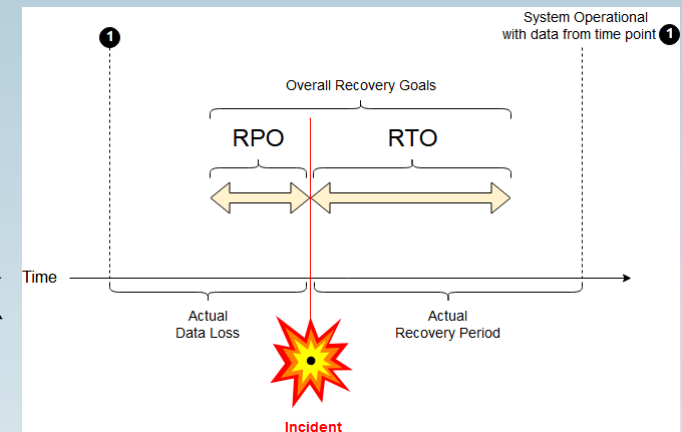 1
System Operational
with data from time point 1
Overall Recovery Goals
RPO
RTO
Time
Actual
Data Loss
Actual
Recovery Period
Incident